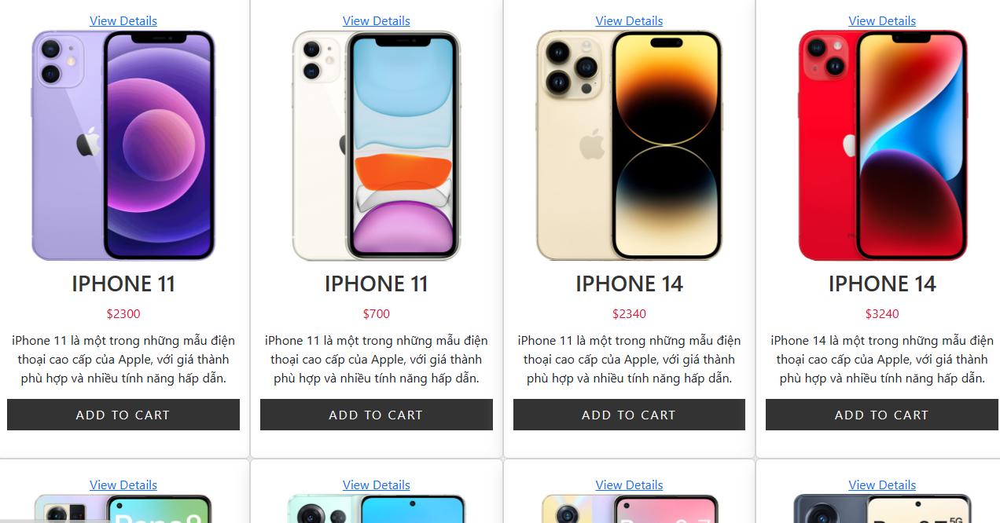 View Details
IPHONE 11
$2300
iPhone 11 là một trong những mẫu điện
thoại cao cấp của Apple, với giá thành
phù hợp và nhiều tính năng hấp dẫn.
ADD TO CART
View Details
IPHONE 11
$700
iPhone 11 là một trong những mẫu điện
thoại cao cấp của Apple, với giá thành
phù hợp và nhiều tính năng hấp dẫn.
ADD TO CART
View Details
IPHONE 14
$2340
iPhone 11 là một trong những mẫu điện
thoại cao cấp của Apple, với giá thành
phù hợp và nhiều tính năng hấp dẫn.
ADD TO CART
View Details
IPHONE 14
$3240
iPhone 14 là một trong những mẫu điện
thoại cao cấp của Apple, với giá thành
phù hợp và nhiều tính năng hấp dẫn.
ADD TO CART
View Details
View Details
View Details
View Details
5G